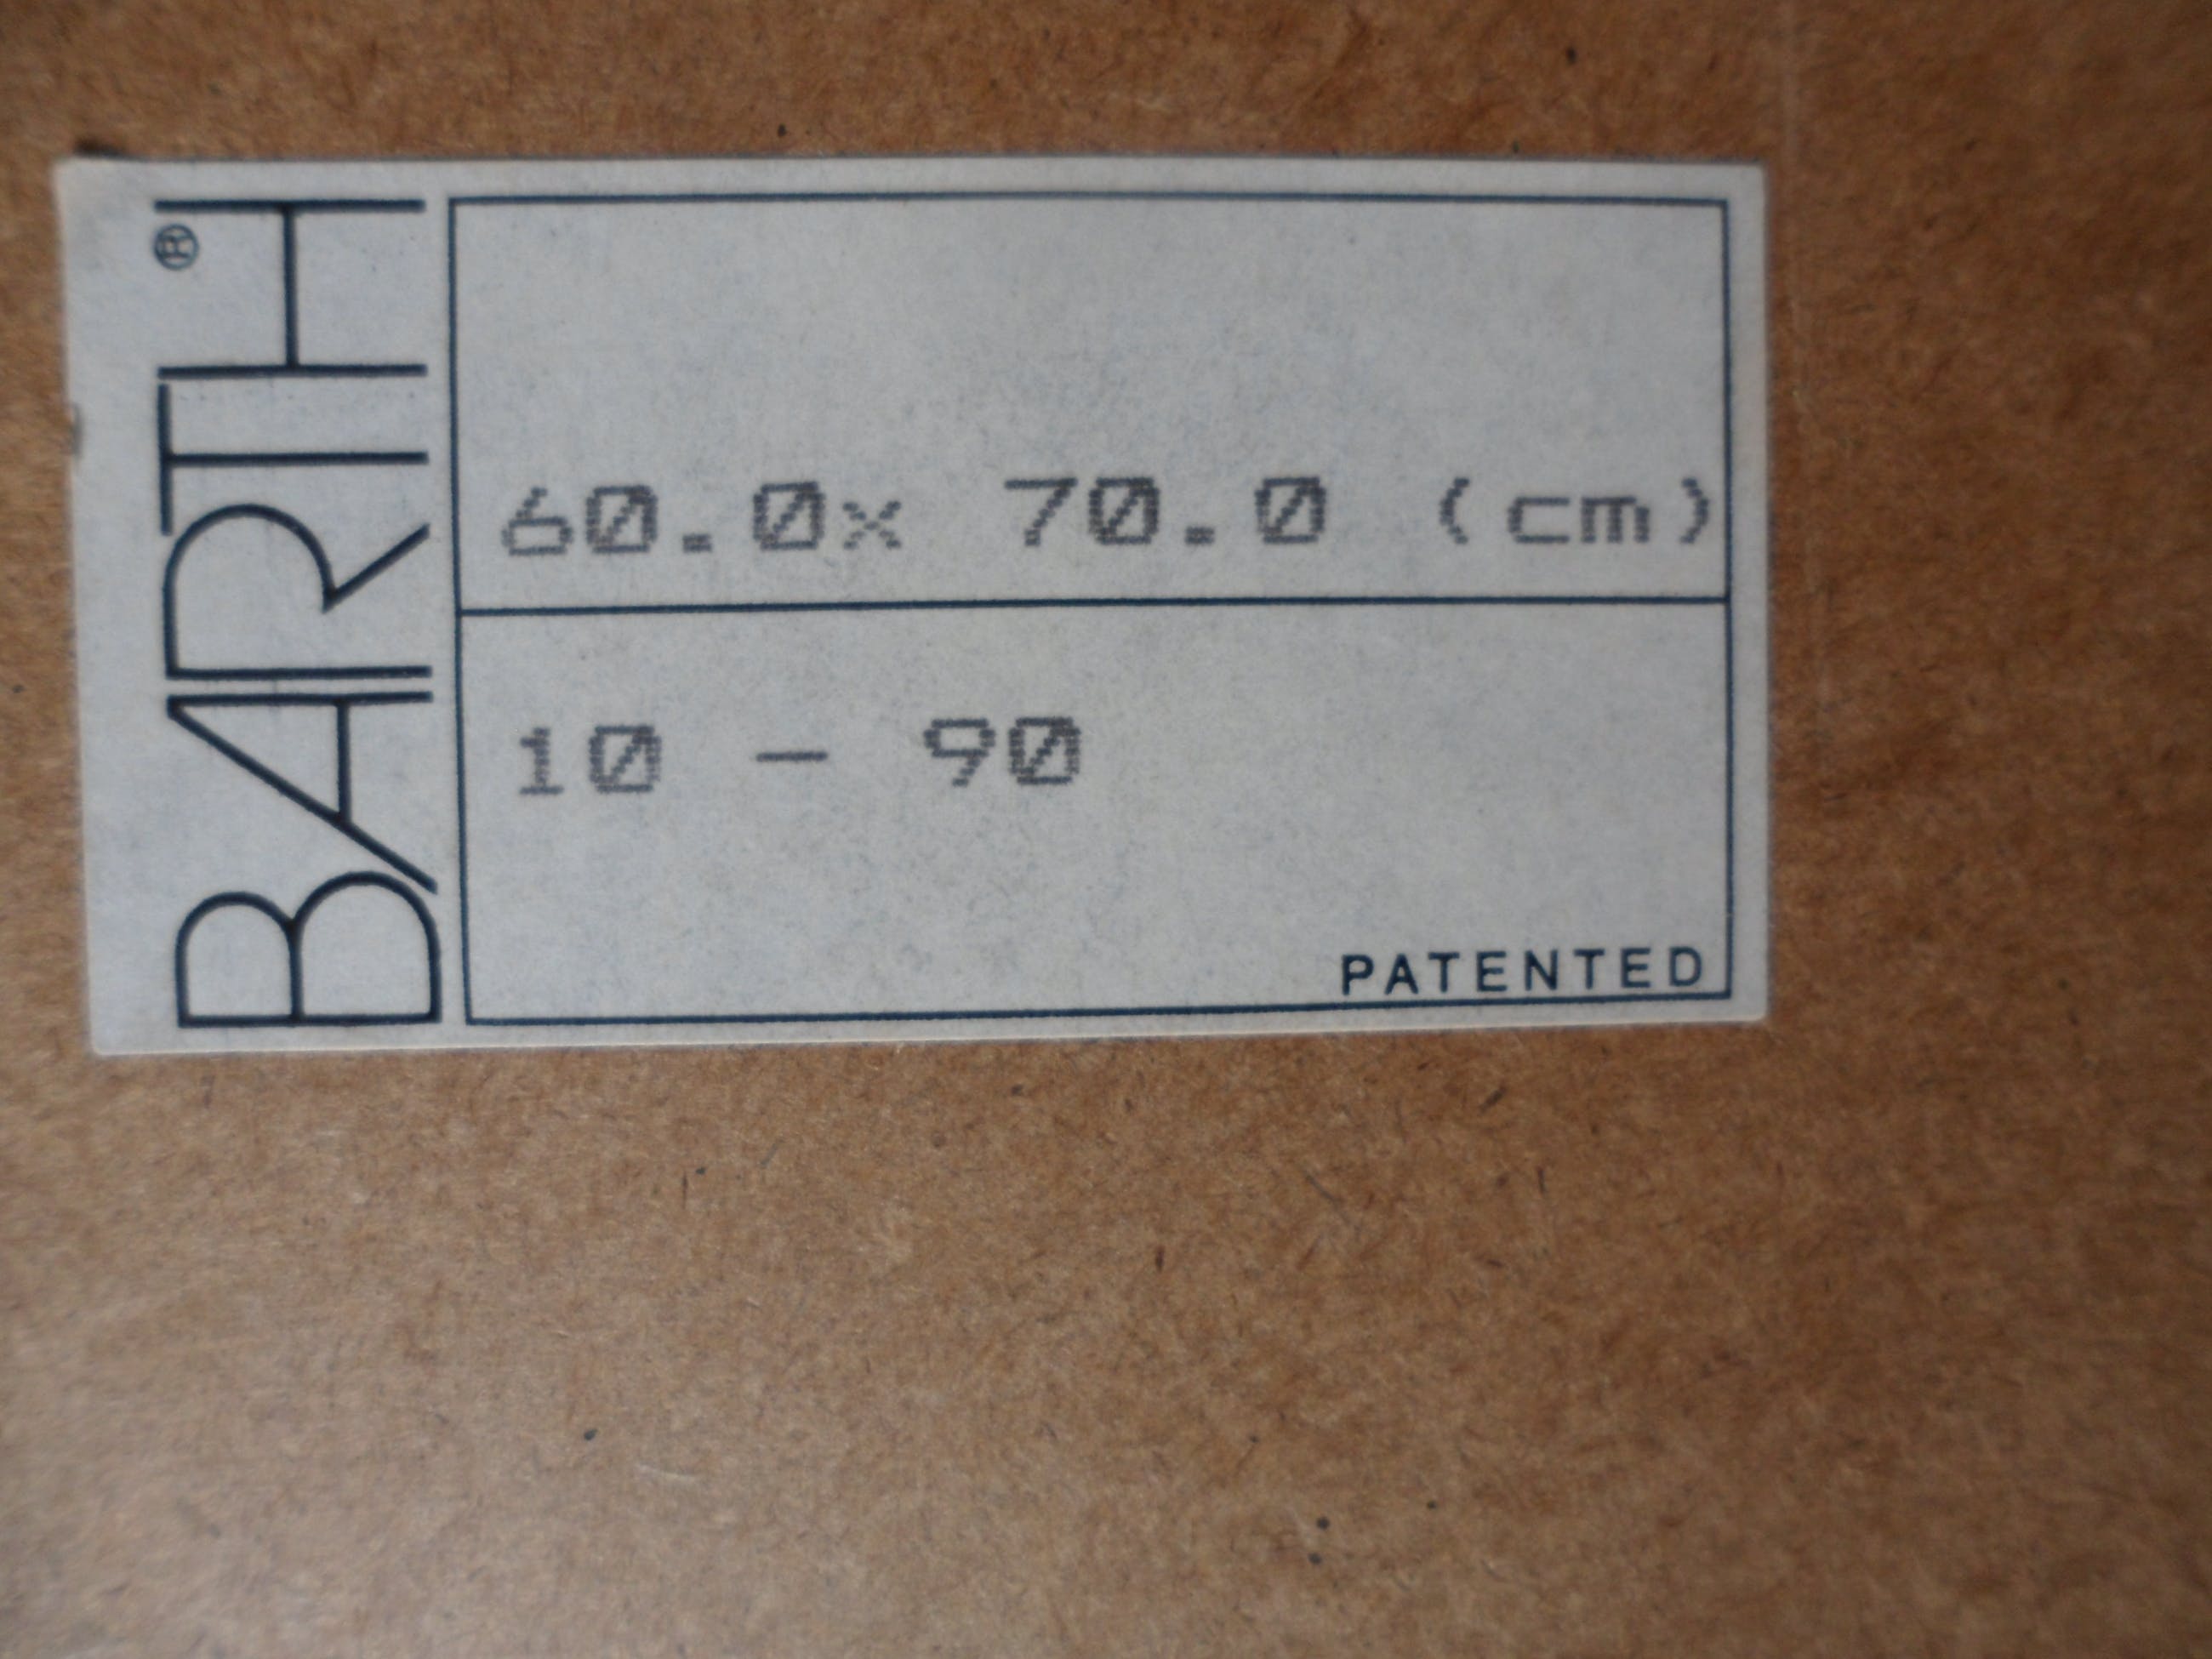 BARTH®
60.0x 70.0 (cm)
10 - 90
PATENTED